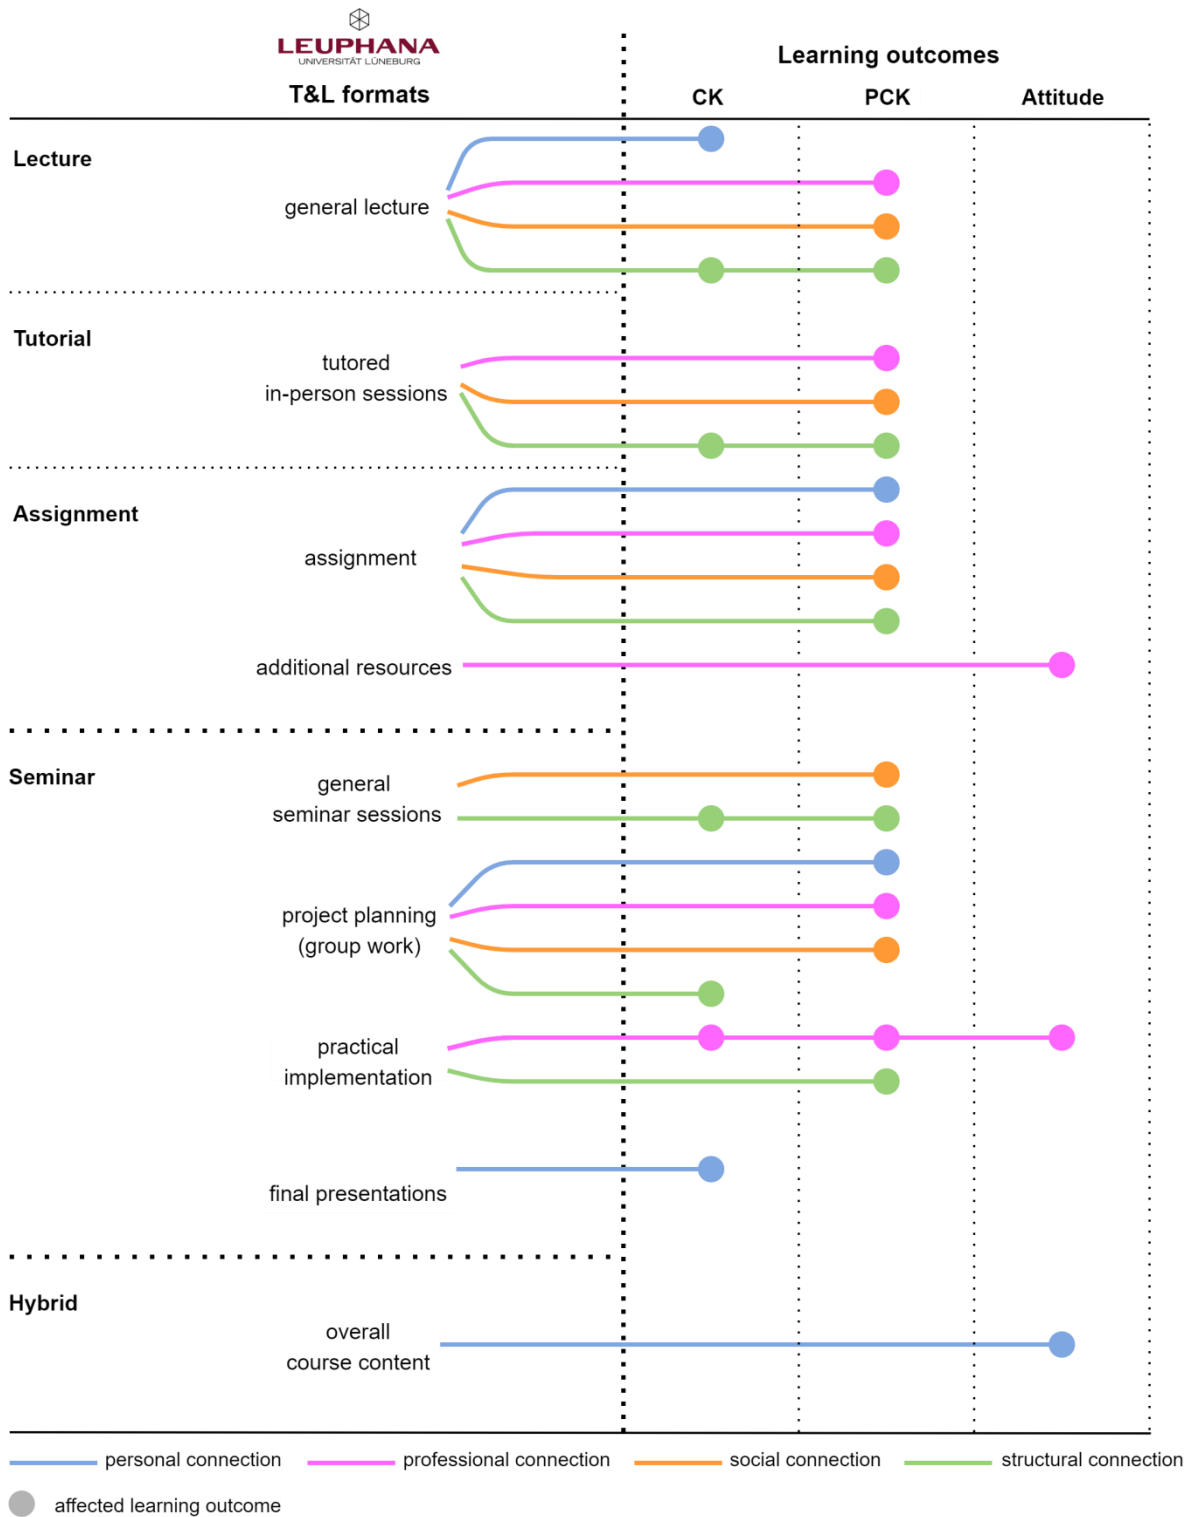 LEUPHANA
UNIVERSITÄT LÜNEBURG
Learning outcomes
T&L formats
CK
PCK
Attitude
Lecture
general lecture
Tutorial
tutored
in-person sessions
Assignment
assignment
additional resources
Seminar
general
seminar sessions
project planning
(group work)
practical
implementation
final presentations
Hybrid
overall
course content
personal connection
professional connection
social connection
structural connection
affected learning outcome